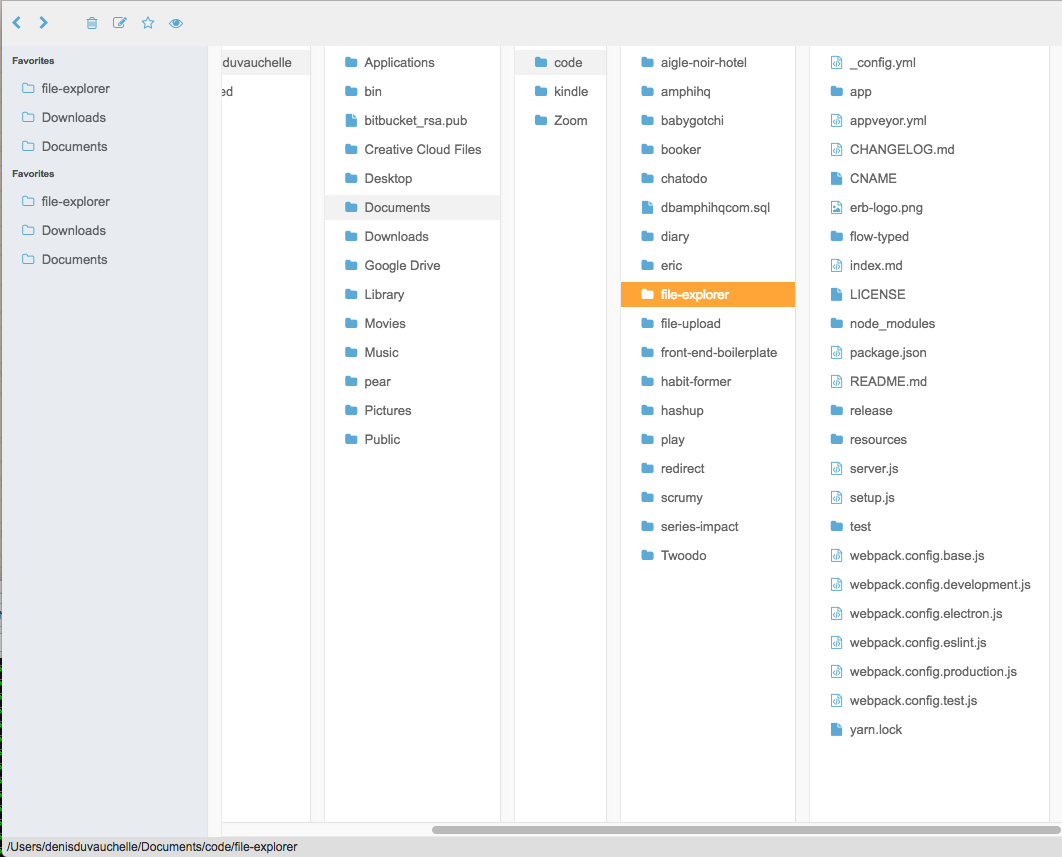 Favorites
file-explorer
Downloads
Documents
Favorites
file-explorer
Downloads
Documents
duvauchelle
ed
Applications
bin
bitbucket_rsa.pub
Creative Cloud Files
Desktop
Documents
Downloads
Google Drive
Library
Movies
Music
pear
Pictures
Public
code
kindle
Zoom
aigle-noir-hotel
amphihq
babygotchi
booker
chatodo
dbamphihqcom.sql
diary
eric
file-explorer
file-upload
front-end-boilerplate
habit-former
hashup
play
redirect
scrumy
series-impact
Twoodo
_config.yml
app
appveyor.yml
CHANGELOG.md
CNAME
erb-logo.png
flow-typed
index.md
LICENSE
node_modules
package.json
README.md
release
resources
server.js
setup.js
test
webpack.config.base.js
webpack.config.development.js
webpack.config.electron.js
webpack.config.eslint.js
webpack.config.production.js
webpack.config.test.js
yarn.lock
/Users/denisduvauchelle/Documents/code/file-explorer